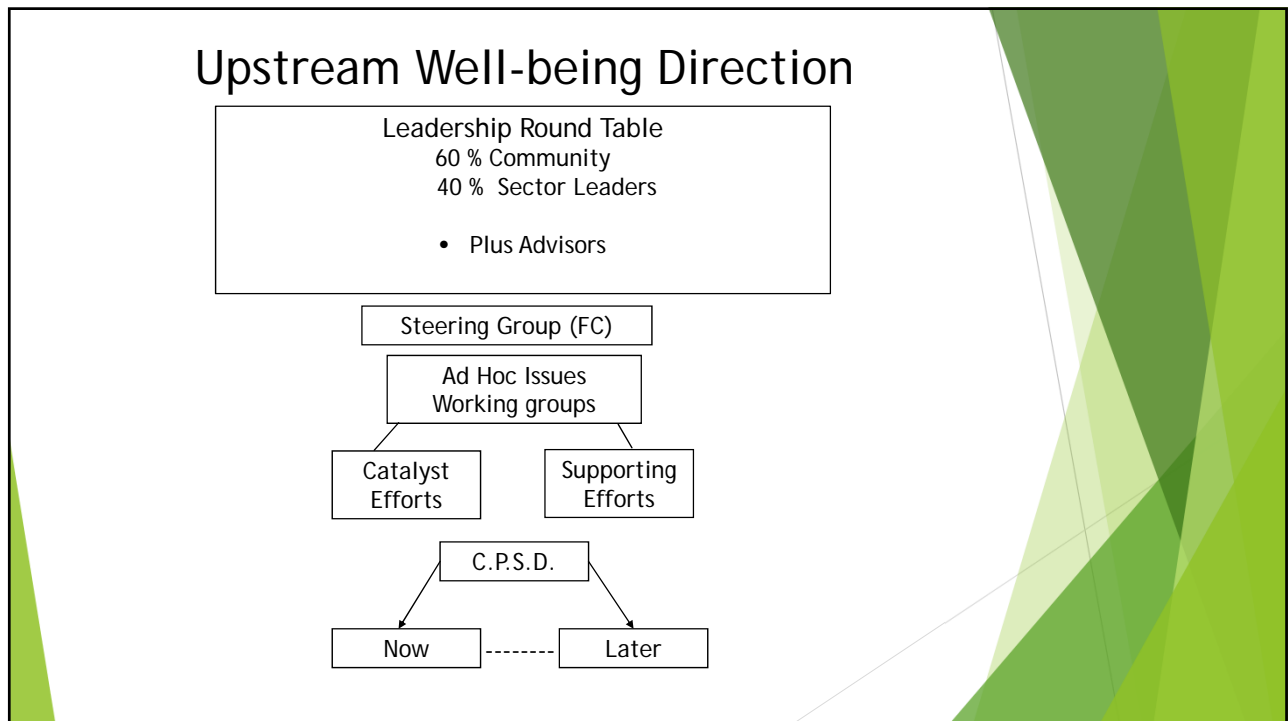 Upstream Well-being Direction
Leadership Round Table
60 % Community
40 % Sector Leaders
• Plus Advisors
Steering Group (FC)
Ad Hoc Issues
Working groups
Catalyst
Efforts
Supporting
Efforts
C.P.S.D.
Now
Later